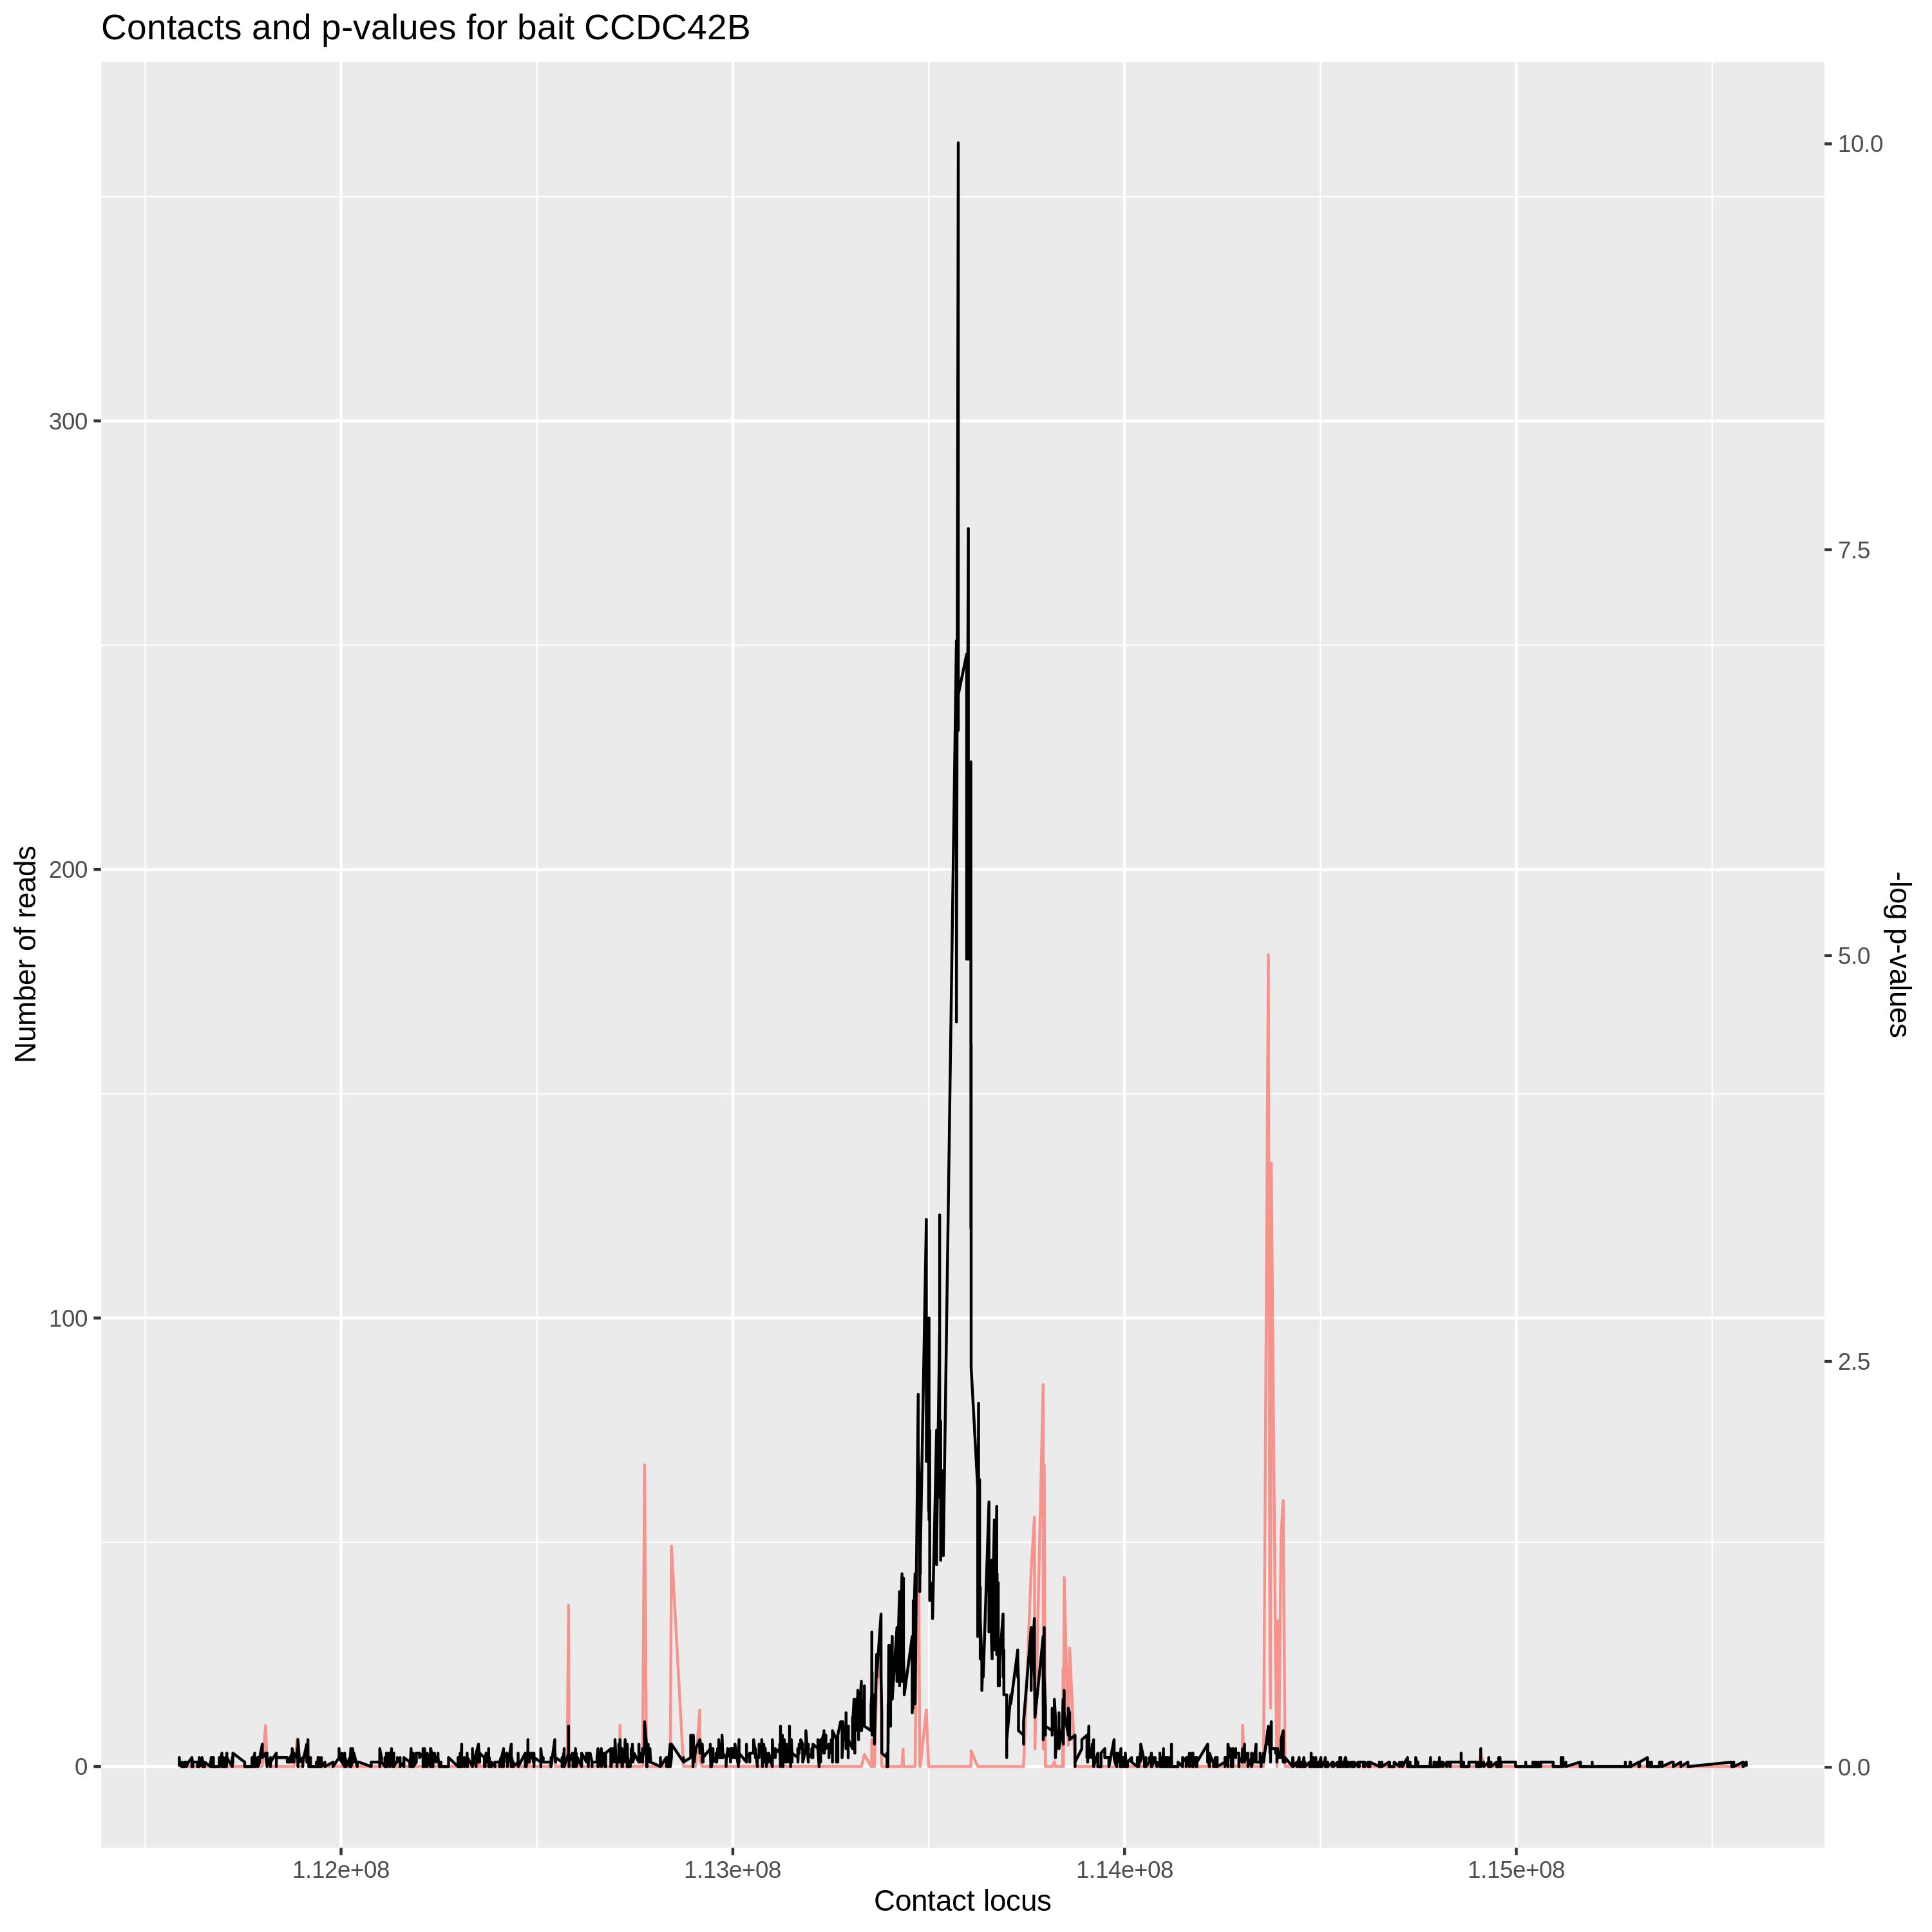 Contacts and p-values for bait CCDC42B
10.0
300
7.5
200
Number of reads
-log p-values
5.0
100
2.5
0
0.0
1.12e+08
1.13e+08
1.14e+08
1.15e+08
Contact locus